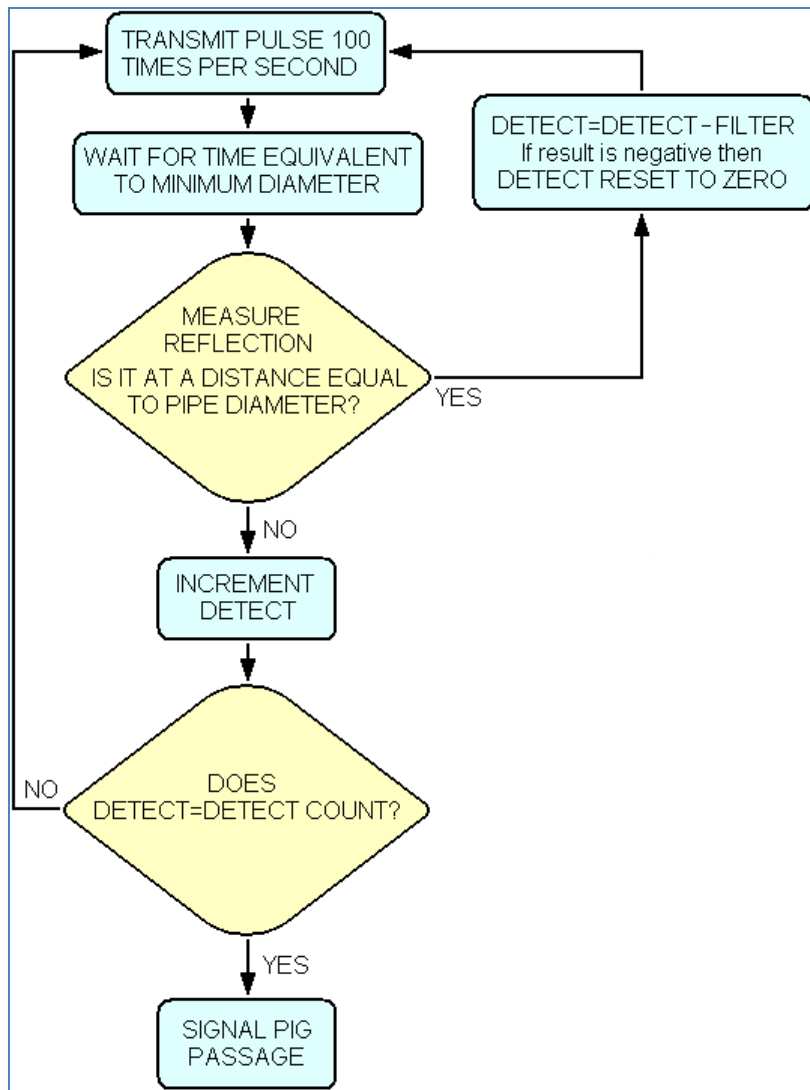 TRANSMIT PULSE 100
TIMES PER SECOND
WAIT FOR TIME EQUIVALENT
TO MINIMUM DIAMETER
DETECT=DETECT-FILTER
If result is negative then
DETECT RESET TO ZERO
MEASURE
REFLECTION
IS IT AT A DISTANCE EQUAL
TO PIPE DIAMETER?
YES
NO
INCREMENT
DETECT
DOES
DETECT=DETECT COUNT?
NO
YES
SIGNAL PIG
PASSAGE